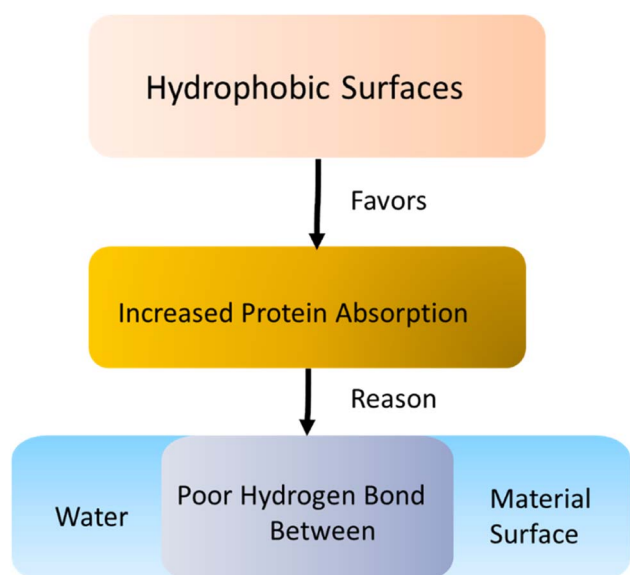 Hydrophobic Surfaces
Favors
Increased Protein Absorption
Reason
Water
Poor Hydrogen Bond
Between
Material
Surface